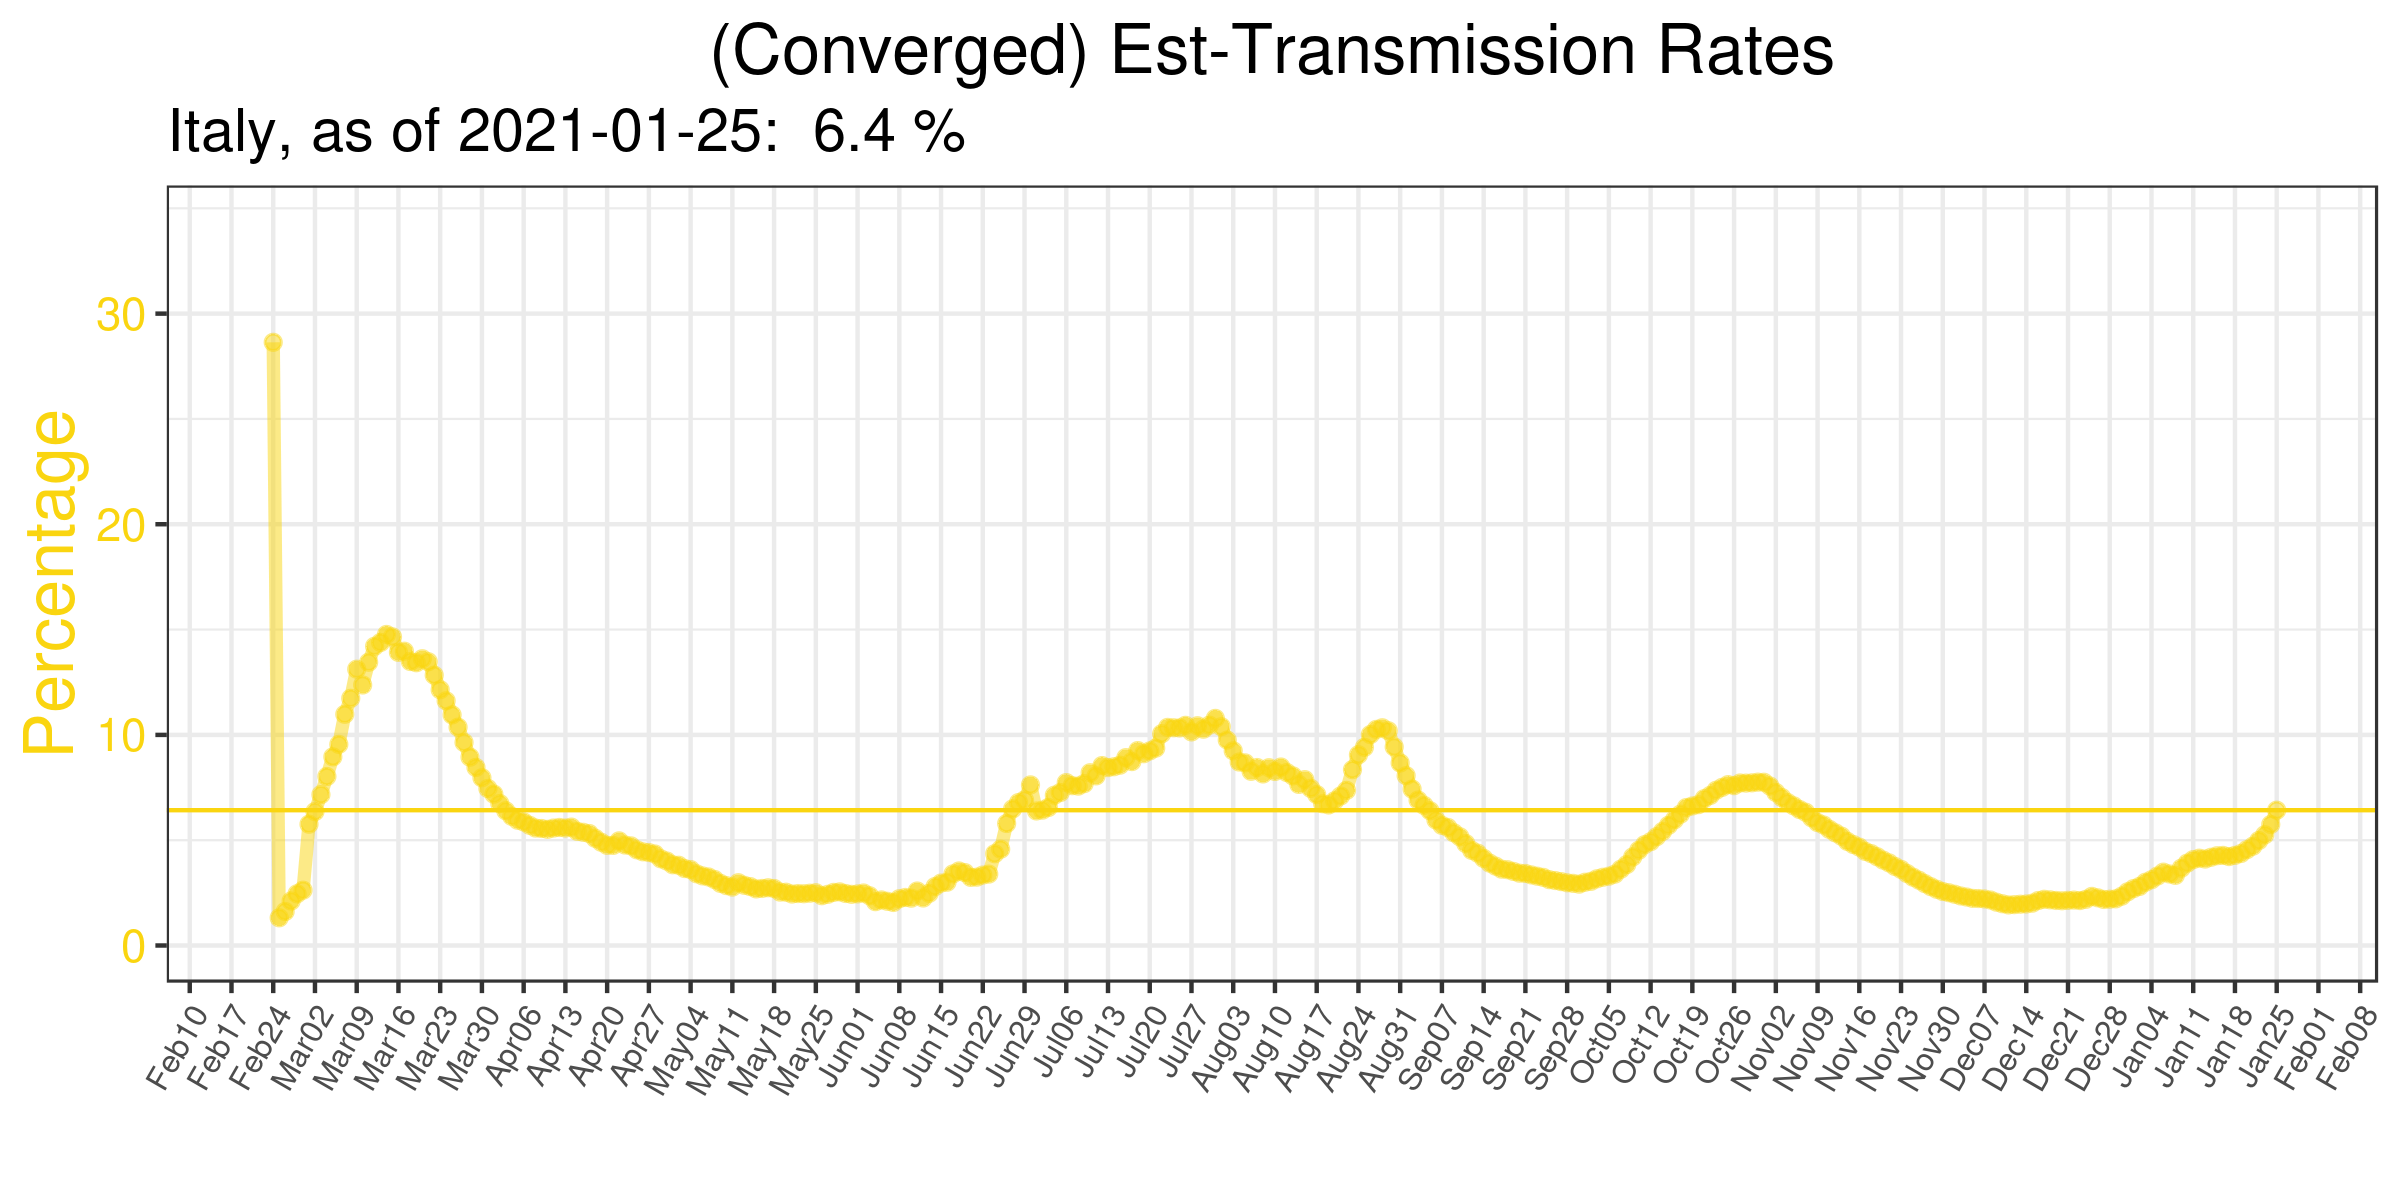 (Converged) Est-Transmission Rates
Italy, as of 2021-01-25:  6.4 %
Percentage
30
20
10
0
Feb10
Feb17
Feb24
Mar02
Mar09
Mar16
Mar23
Mar30
Apr06
Apr13
Apr20
Apr27
May04
May11
May18
May25
Jun01
Jun08
Jun15
Jun22
Jun29
Jul06
Jul13
Jul20
Jul27
Aug03
Aug10
Aug17
Aug24
Aug31
Sep07
Sep14
Sep21
Sep28
Oct05
Oct12
Oct19
Oct26
Nov02
Nov09
Nov16
Nov23
Nov30
Dec07
Dec14
Dec21
Dec28
Jan04
Jan11
Jan18
Jan25
Feb01
Feb08